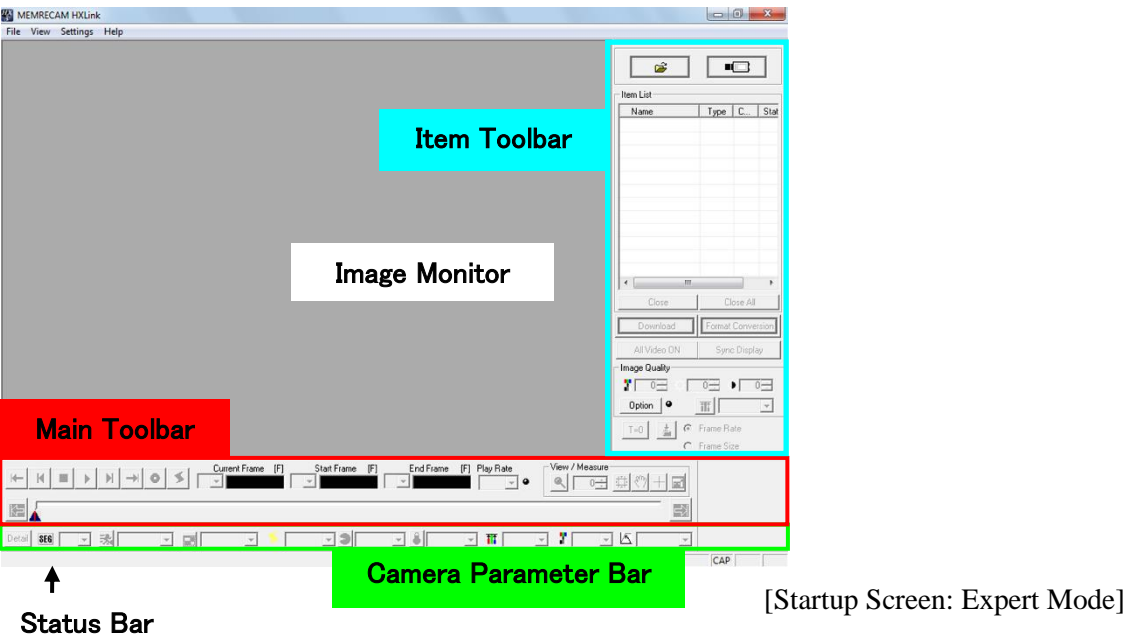 MEMRECAM HXLink
File View Settings Help
Item List
Name Type C... Stat
Item Toolbar
Image Monitor
Close Close All
Download Format Conversion
All Video ON Sync Display
Image Quality
0 0 0
Option
T=0 Frame Rate
Frame Size
Main Toolbar
Current Frame [F] Start Frame [F] End Frame [F] Play Rate View / Measure
0
Detail SEG
CAP
Camera Parameter Bar
Status Bar
[Startup Screen: Expert Mode]